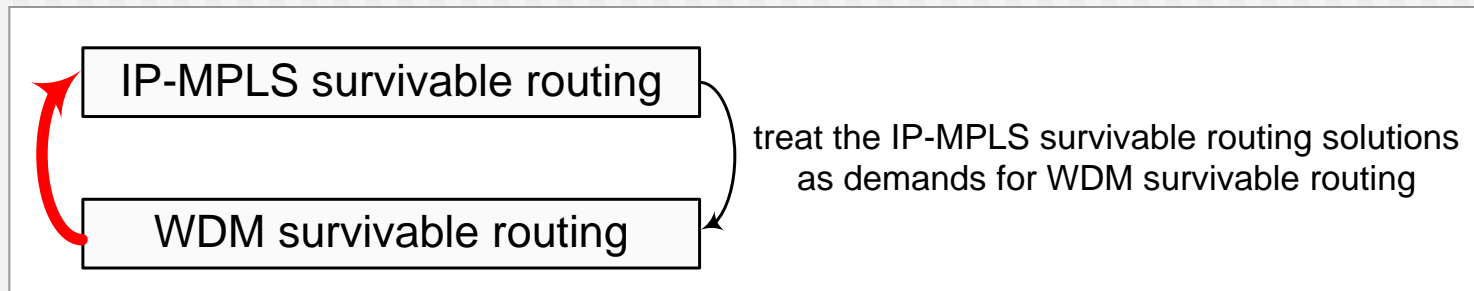 IP-MPLS survivable routing
treat the IP-MPLS survivable routing solutions
as demands for WDM survivable routing
WDM survivable routing